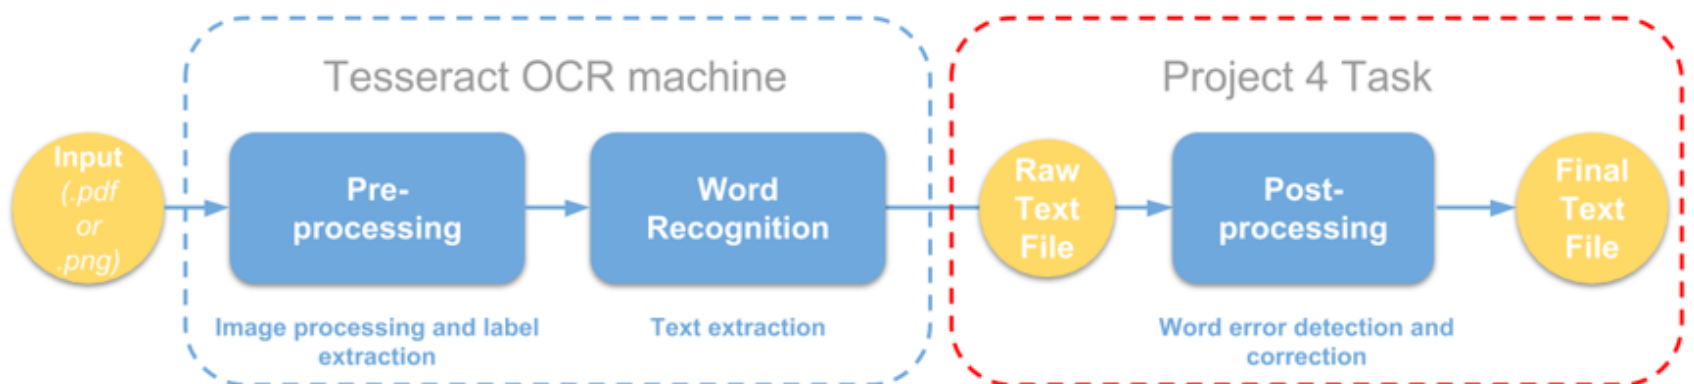 Tesseract OCR machine
Project 4 Task
Input
(.pdf
or
.png)
Pre-
processing
Word
Recognition
Raw
Text
File
Post-
processing
Final
Text
File
Image processing and label
extraction
Text extraction
Word error detection and
correction